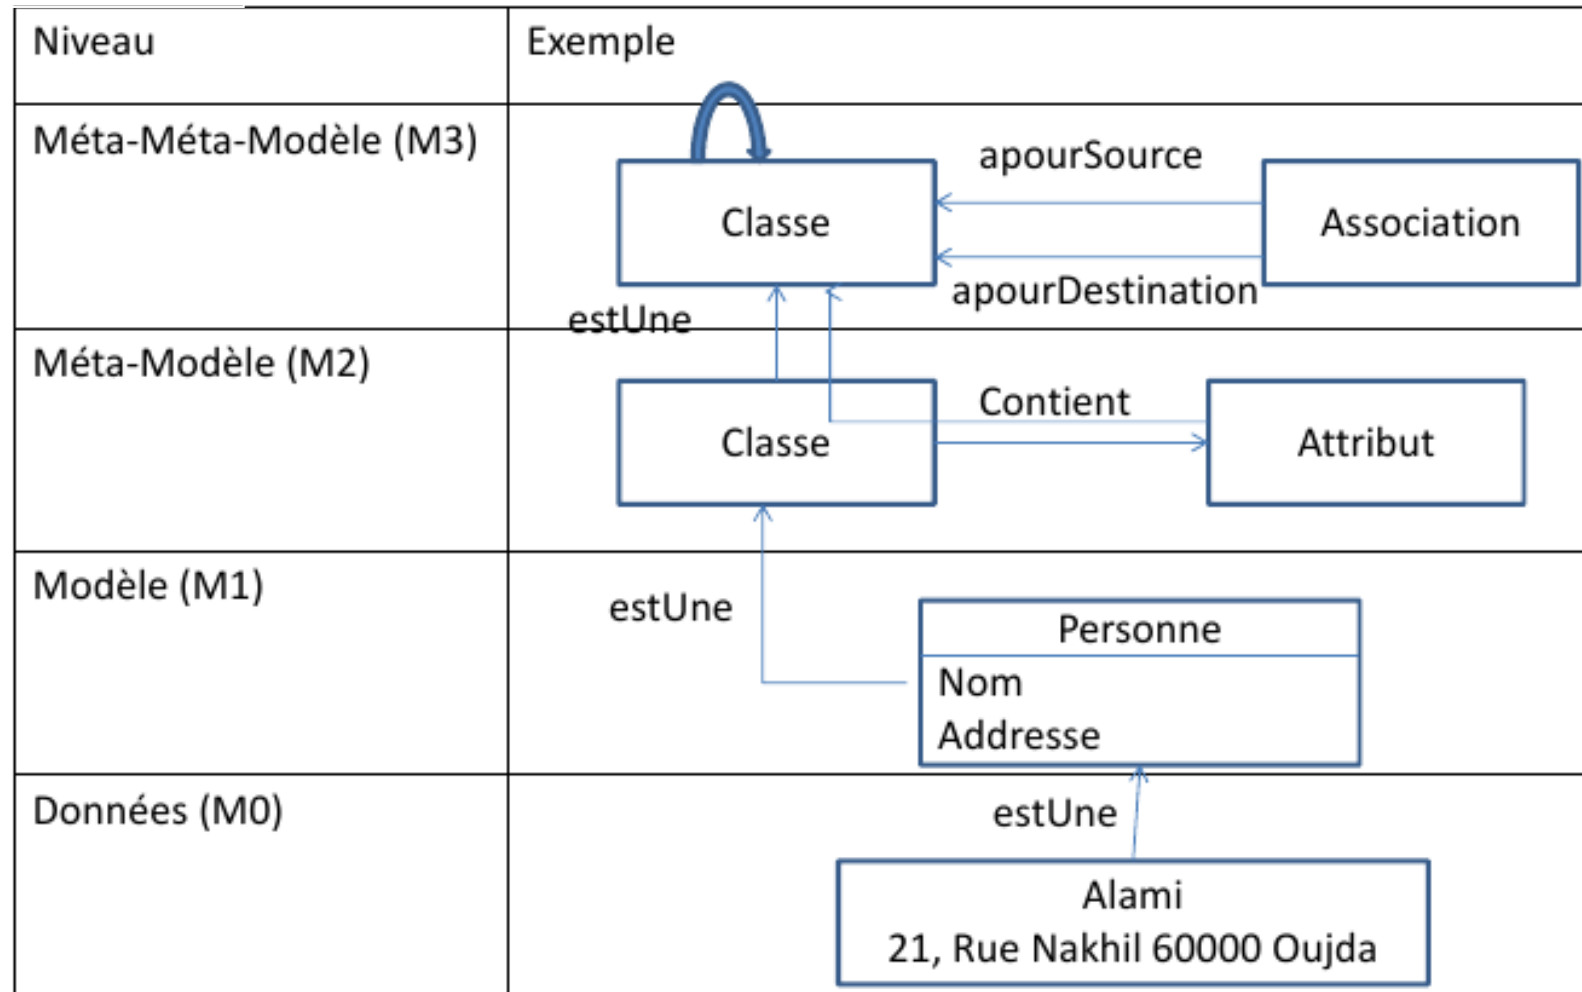 Niveau
Exemple
Méta-Méta-Modèle (M3)
apourSource
Classe
Association
apourDestination
estUne
Méta-Modèle (M2)
Contient
Classe
Attribut
Modèle (M1)
estUne
Personne
Nom
Addresse
Données (M0)
estUne
Alami
21, Rue Nakhil 60000 Oujda